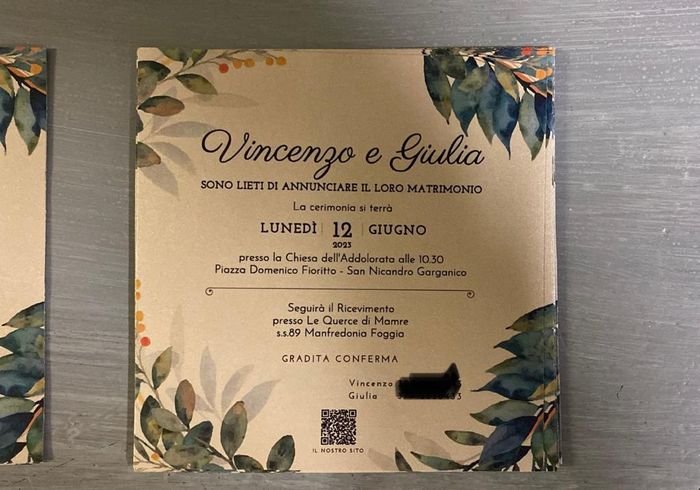 Vincenzo e Giulia
SONO LIETI DI ANNUNCIARE IL LORO MATRIMONIO
La cerimonia si terrà
LUNEDÌ 12 GIUGNO
2023
presso la Chiesa dell'Addolorata alle 10.30
Piazza Domenico Fioritto - San Nicandro Garganico
Seguirà il Ricevimento
presso Le Querce di Mamre
s.s.89 Manfredonia Foggia
GRADITA CONFERMA
Vincenzo
Giulia
IL NOSTRO SITO